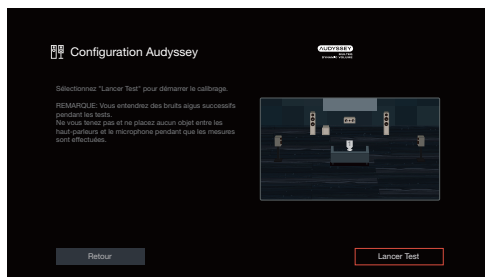 Configuration Audyssey
AUDYSSEY
DYNAMIC VOLUME
Sélectionnez "Lancer Test" pour démarrer le calibrage.
REMARQUE: Vous entendrez des bruits aigus successifs
pendant les tests.
Ne vous tenez pas et ne placez aucun objet entre les
haut-parleurs et le microphone pendant que les mesures
sont effectuées.
Retour
Lancer Test